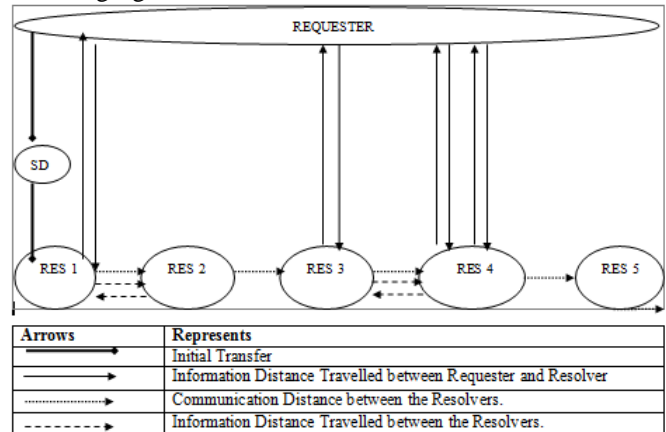 REQUESTER
SD
RES 1 RES 2 RES 3 RES 4 RES 5
Arrows Represents
Initial Transfer
Information Distance Travelled between Requester and Resolver
Communication Distance between the Resolvers.
Information Distance Travelled between the Resolvers.